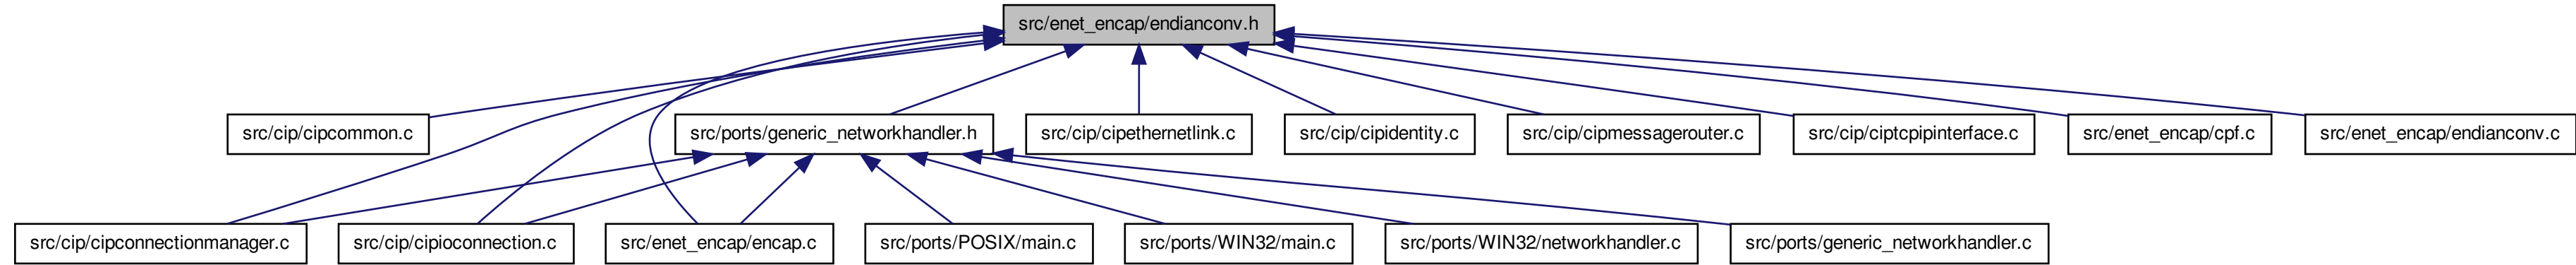 src/enet_encap/endianconv.h
src/cip/cipcommon.c
src/ports/generic_networkhandler.h
src/cip/cipethernetlink.c
src/cip/cipidentity.c
src/cip/cipmessagerouter.c
src/cip/ciptcpipinterface.c
src/enet_encap/cpf.c
src/enet_encap/endianconv.c
src/cip/cipconnectionmanager.c
src/cip/cipioconnection.c
src/enet_encap/encap.c
src/ports/POSIX/main.c
src/ports/WIN32/main.c
src/ports/WIN32/networkhandler.c
src/ports/generic_networkhandler.c